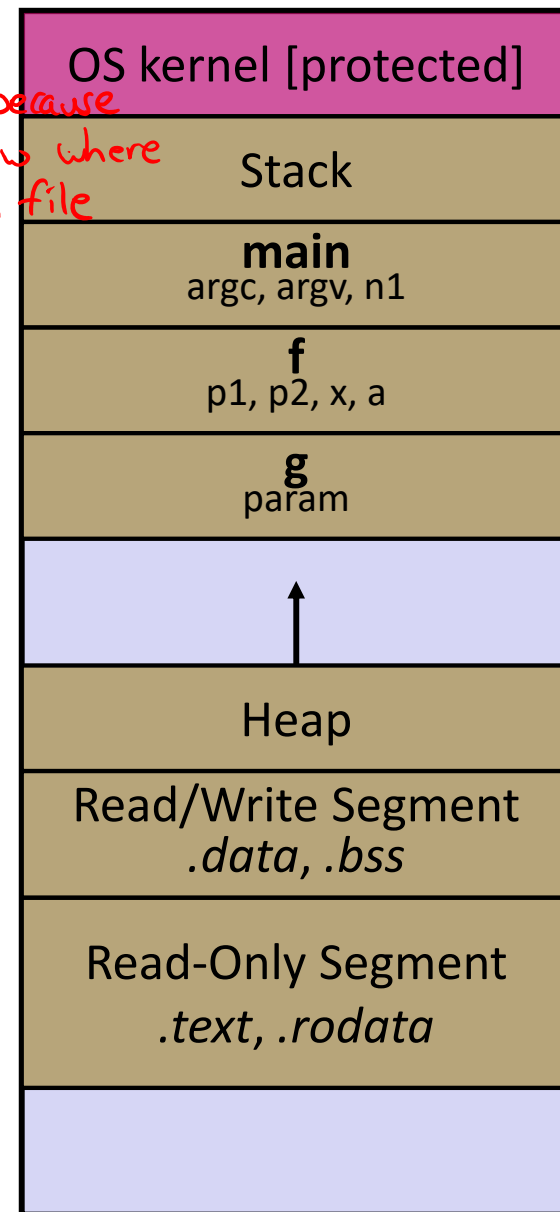 OS kernel [protected]
because
where
file
Stack
main
argc, argv, n1
f
p1, p2, x, a
g
param
Heap
Read/Write Segment
.data, .bss
Read-Only Segment
.text, .rodata